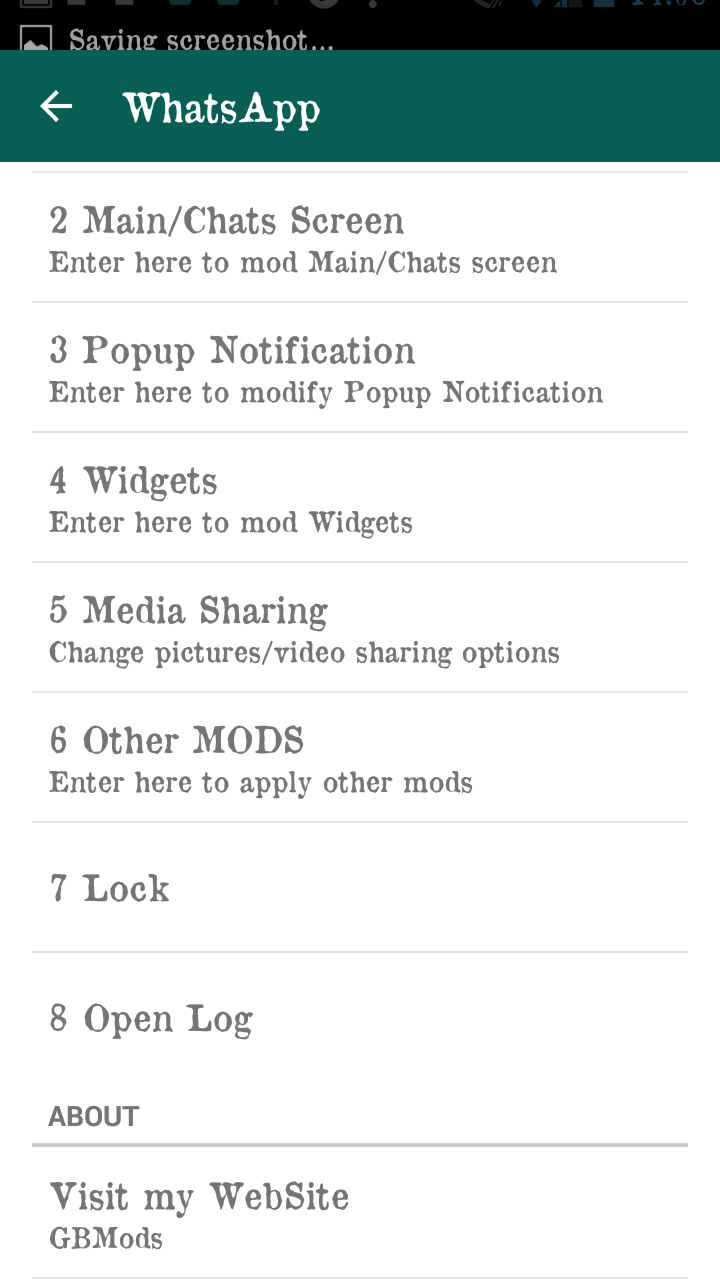 Saving screenshot...
WhatsApp
2 Main/Chats Screen
Enter here to mod Main/Chats screen
3 Popup Notification
Enter here to modify Popup Notification
4 Widgets
Enter here to mod Widgets
5 Media Sharing
Change pictures/video sharing options
6 Other MODS
Enter here to apply other mods
7 Lock
8 Open Log
ABOUT
Visit my WebSite
GBMods